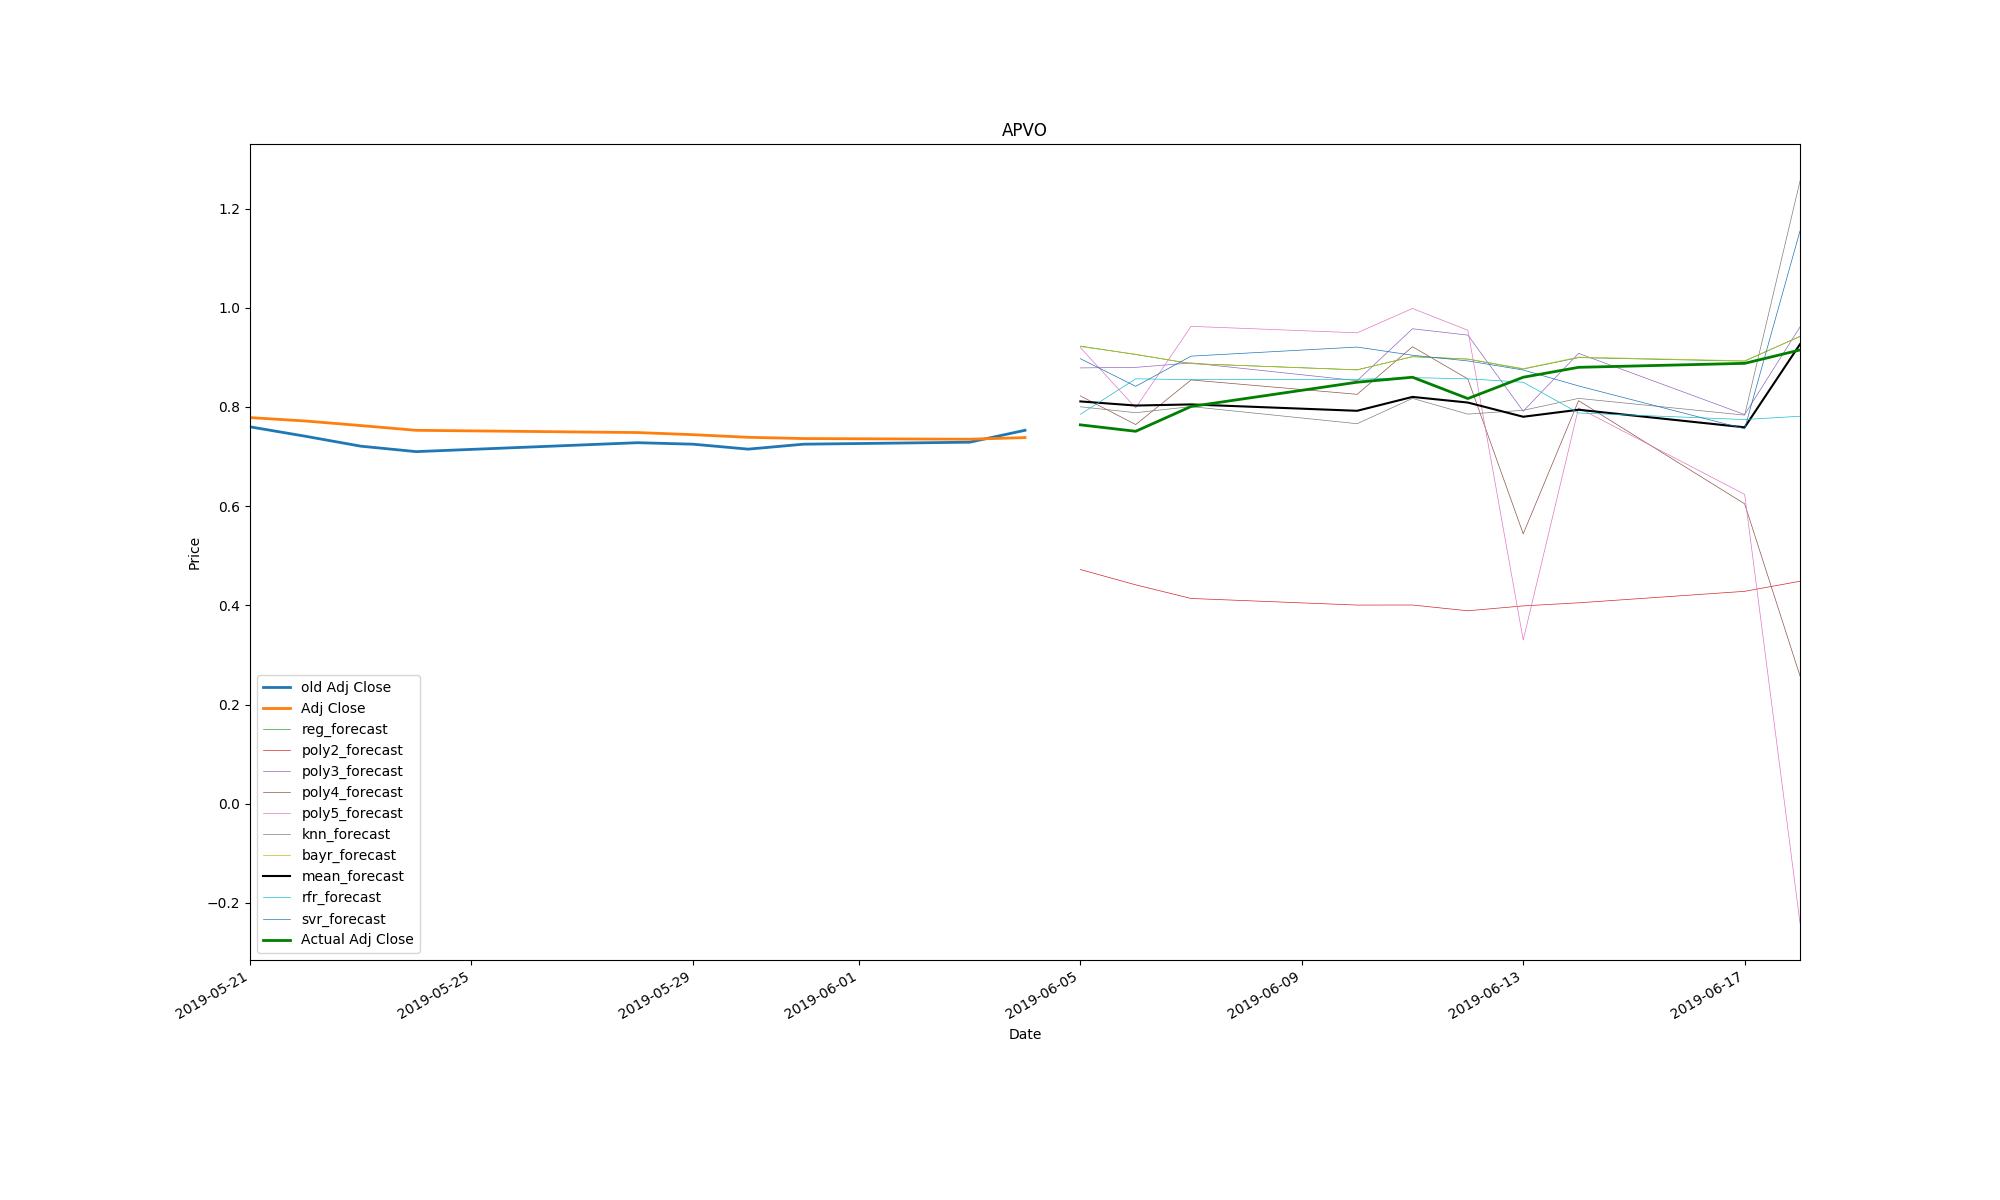 APVO
1.2
1.0
0.8
0.6
0.4
0.2
0.0
−0.2
Price
old Adj Close
Adj Close
reg_forecast
poly2_forecast
poly3_forecast
poly4_forecast
poly5_forecast
knn_forecast
bayr_forecast
mean_forecast
rfr_forecast
svr_forecast
Actual Adj Close
2019-05-21
2019-05-25
2019-05-29
2019-06-01
2019-06-05
2019-06-09
2019-06-13
2019-06-17
Date